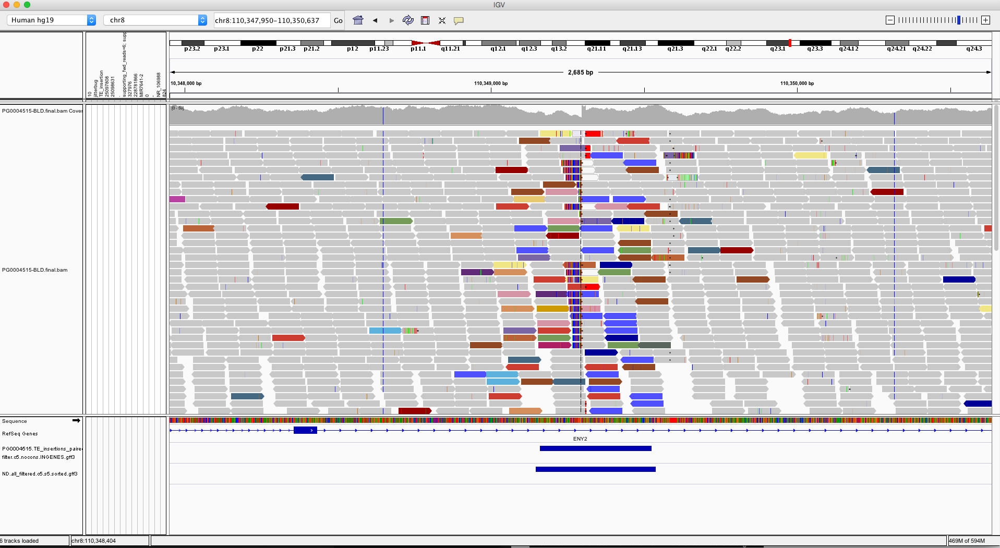 IGV
Human hg19
chr8
chr8:110,347,950-110,350,637
Go
p23.2 p23.1 p22 p21.3 p21.2 p12 p11.23 p11.1 q11.21 q12.1 q12.3 q13.2 q21.11 q21.13 q21.3 q22.1 q22.2 q23.1 q23.3 q24.12 q24.21 q24.22 q24.3
2,685 bp
10,348,000 bp 110,349,000 bp 110,350,000 bp
10
jitterbug
TE_insertion
25097808
25098631
.
supporting_fwd_reads=6; supp
327976
228781866
MIR7641-2
0
-
NR_106988
824
PG0004515-BLD.final.bam Cover
[0 - 59]
PG0004515-BLD.final.bam
Sequence
RefSeq Genes
ENY2
PG0004515.TE_insertions_paire
filter.c5.nocons.INGENES.gff3
ND.all_filtered.c5.s5.sorted.gff3
6 tracks loaded
chr8:110,348,404
469M of 594M